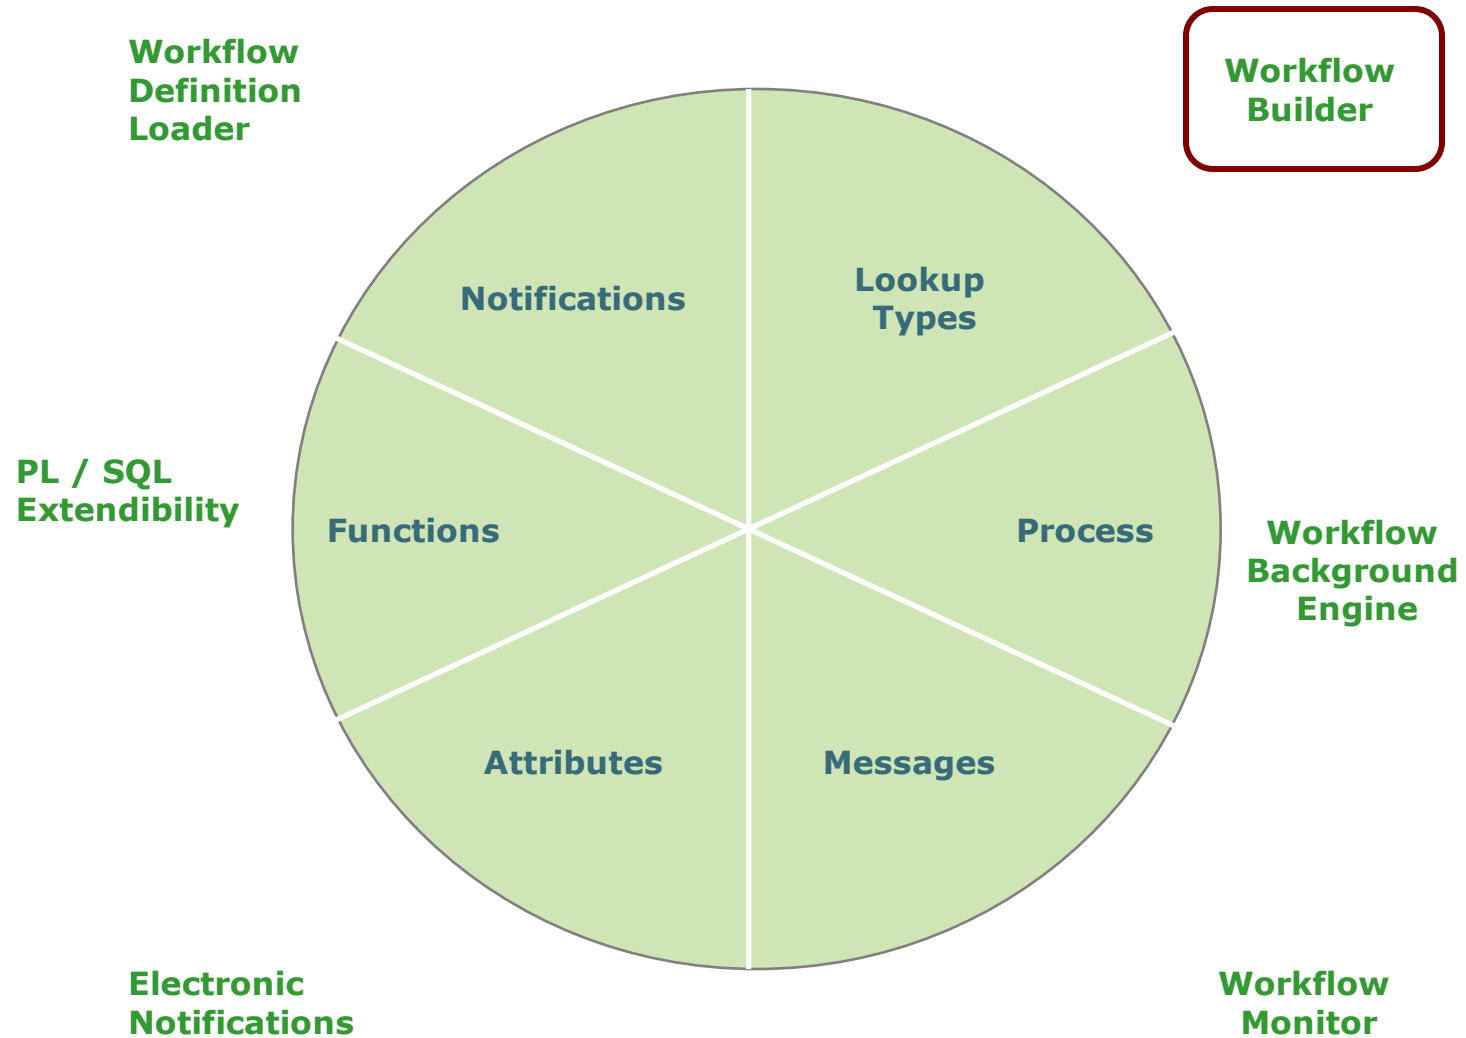 Workflow
Definition
Loader
Workflow
Builder
Notifications
Lookup
Types
PL / SQL
Extendibility
Functions
Process
Workflow
Background
Engine
Attributes
Messages
Electronic
Notifications
Workflow
Monitor